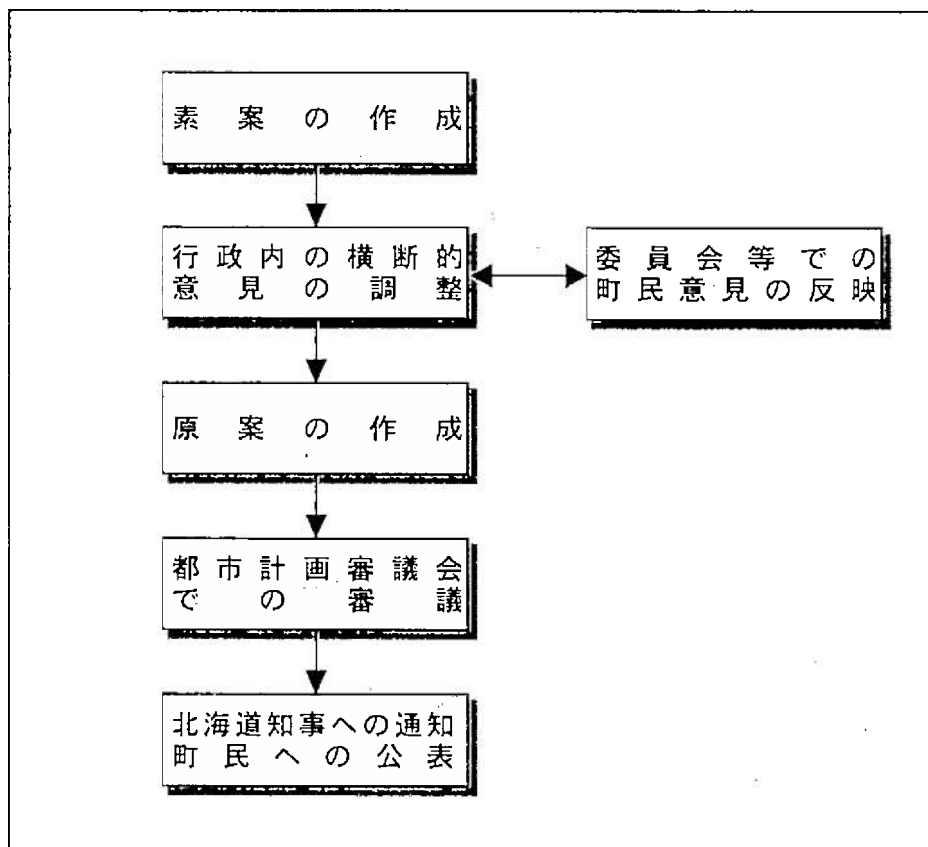 素案の作成
行政内の横断的
意見の調整
委員会等での
町民意見の反映
原案の作成
都市計画審議会
での審議
北海道知事への通知
町民への公表